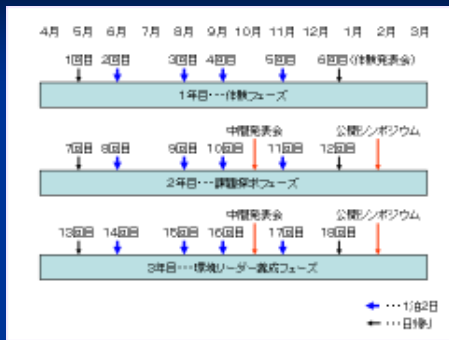 4月 5月 6月 7月 8月 9月 10月 11月 12月 1月 2月 3月
1回目 2回目 3回目 4回目 5回目 6回目(体験発表会)
1年目・・・体験フェーズ
中間発表会 公開シンポジウム
7回目 8回目 9回目 10回目 11回目 12回目
2年目・・・課題探求フェーズ
中間発表会 公開シンポジウム
13回目 14回目 15回目 16回目 17回目 18回目
3年目・・・環境リーダー養成フェーズ
・・・1泊2日
・・・日帰り